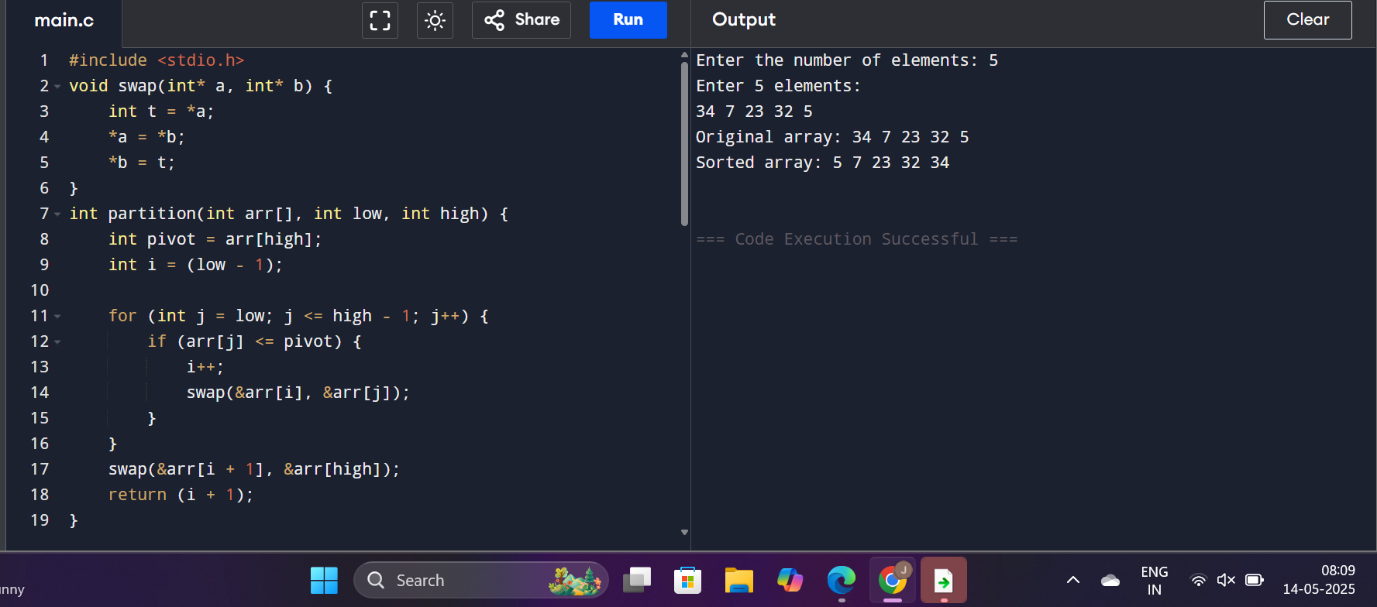 main.c
Share
Run
Output
Clear
1 #include <stdio.h>
2 void swap(int* a, int* b) {
3     int t = *a;
4     *a = *b;
5     *b = t;
6 }
7 int partition(int arr[], int low, int high) {
8     int pivot = arr[high];
9     int i = (low - 1);
10
11     for (int j = low; j <= high - 1; j++) {
12         if (arr[j] <= pivot) {
13             i++;
14             swap(&arr[i], &arr[j]);
15         }
16     }
17     swap(&arr[i + 1], &arr[high]);
18     return (i + 1);
19 }
Enter the number of elements: 5
Enter 5 elements:
34 7 23 32 5
Original array: 34 7 23 32 5
Sorted array: 5 7 23 32 34
=== Code Execution Successful ===
nny
Search
J
ENG
IN
08:09
14-05-2025